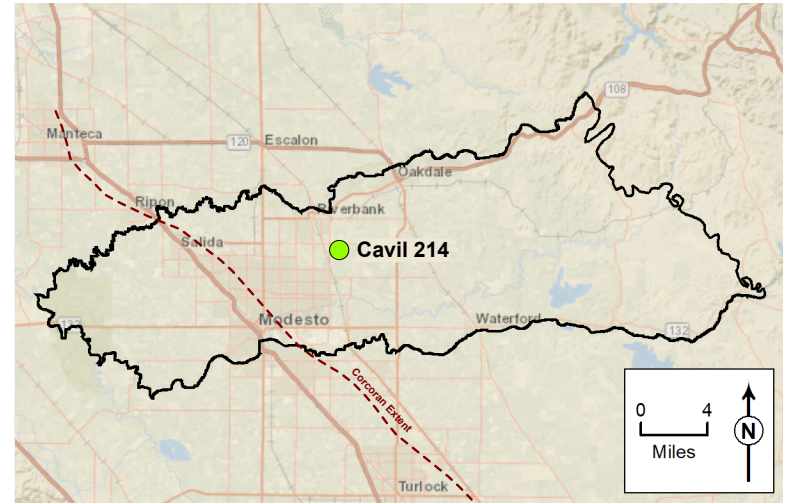 108
Manteca
120
Escalon
Oakdale
Ripon
Riverbank
Salida
Cavil 214
132
Modesto
Waterford
132
Corcoran Extent
0 4
Miles
N
Turlock